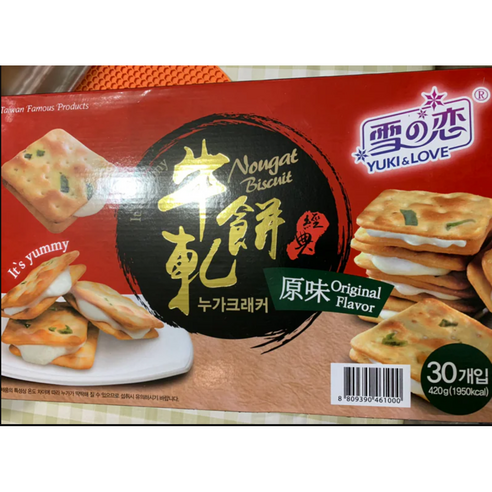 Taiwan Famous Products
雪の恋
®
YUKI&LOVE
Nougat
Biscuit
牛軋餅
經典
누가크래커
It's yummy
原味
Original
Flavor
30개입
420g(1950kcal)
8 809390 461000